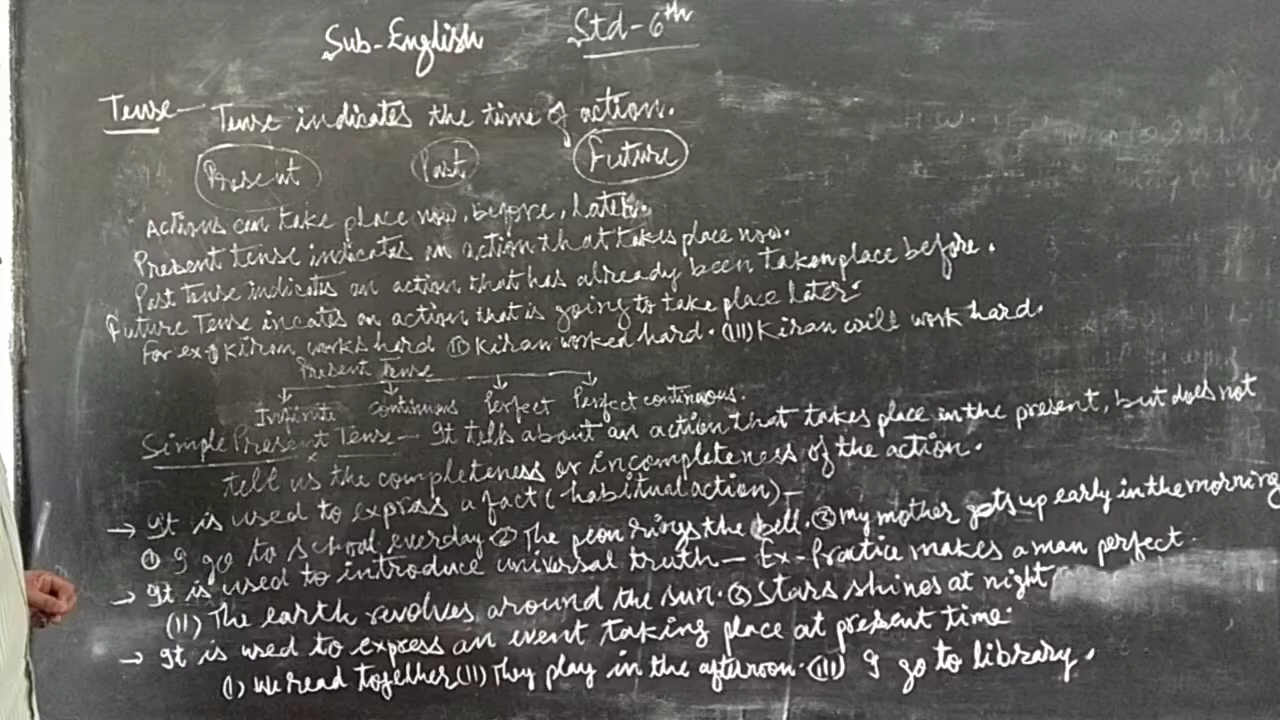 Sub-English Std-6th
Tense- Tense indicates the time of action.
Present Past Future
Actions can take place now, before, later.
Present tense indicates an action that takes place now.
Past Tense indicates an action that has already been taken place before.
Future Tense incates an action that is going to take place later.
For ex (I) Kiran works hard (II) Kiran worked hard. (III) Kiran will work hard.
Present Tense
Infinite continuous Perfect Perfect continuous.
Simple Present Tense- It tells about an action that takes place in the present, but does not
tell us the completeness or incompleteness of the action.
→ It is used to express a fact (habitual action)-
① I go to school everday ② The peon rings the bell. ③ My mother gets up early in the morning
→ It is used to introduce universal truth- Ex-Practice makes a man perfect.
(II) The earth revolves around the sun. ③ Stars shines at night
→ It is used to express an event taking place at present time.
(I) We read together (II) They play in the afternoon. (III) I go to library.
H.W.